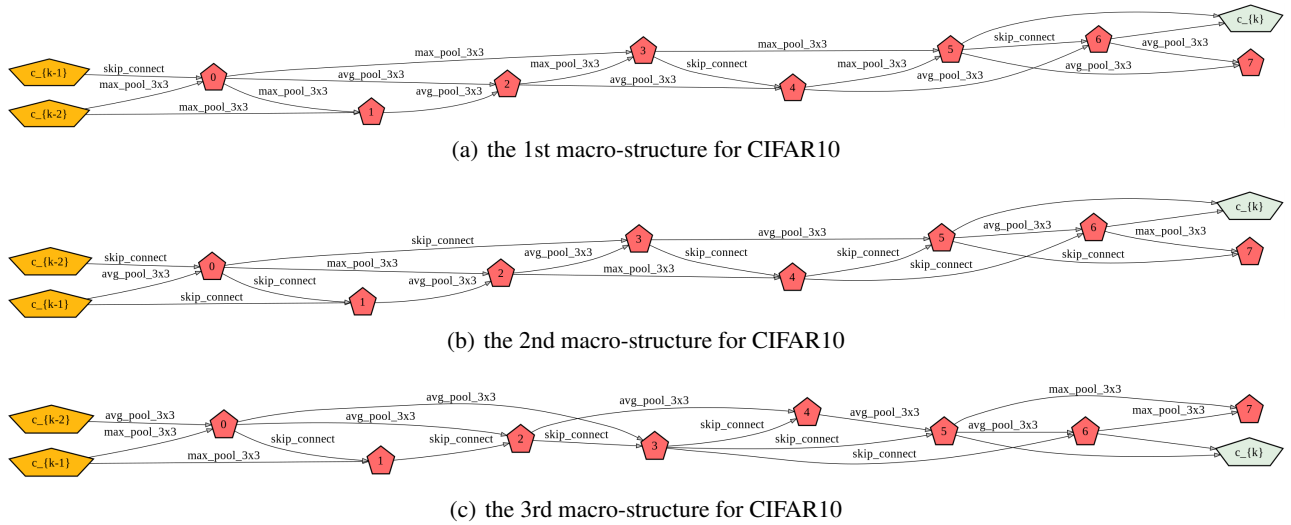 c_{k}
6
skip_connect
avg_pool_3x3
max_pool_3x3
5
3
max_pool_3x3
7
c_{k-1}
skip_connect
0
avg_pool_3x3
max_pool_3x3
skip_connect
max_pool_3x3
avg_pool_3x3
avg_pool_3x3
max_pool_3x3
max_pool_3x3
avg_pool_3x3
2
avg_pool_3x3
4
c_{k-2}
max_pool_3x3
1
(a) the 1st macro-structure for CIFAR10
c_{k}
6
avg_pool_3x3
max_pool_3x3
5
3
avg_pool_3x3
skip_connect
7
c_{k-2}
skip_connect
0
max_pool_3x3
avg_pool_3x3
skip_connect
skip_connect
skip_connect
skip_connect
avg_pool_3x3
skip_connect
avg_pool_3x3
2
max_pool_3x3
4
c_{k-1}
skip_connect
1
(b) the 2nd macro-structure for CIFAR10
max_pool_3x3
avg_pool_3x3
avg_pool_3x3
4
7
c_{k-2}
avg_pool_3x3
0
avg_pool_3x3
avg_pool_3x3
max_pool_3x3
max_pool_3x3
skip_connect
skip_connect
2
skip_connect
skip_connect
skip_connect
5
avg_pool_3x3
6
3
c_{k-1}
max_pool_3x3
1
skip_connect
c_{k}
(c) the 3rd macro-structure for CIFAR10